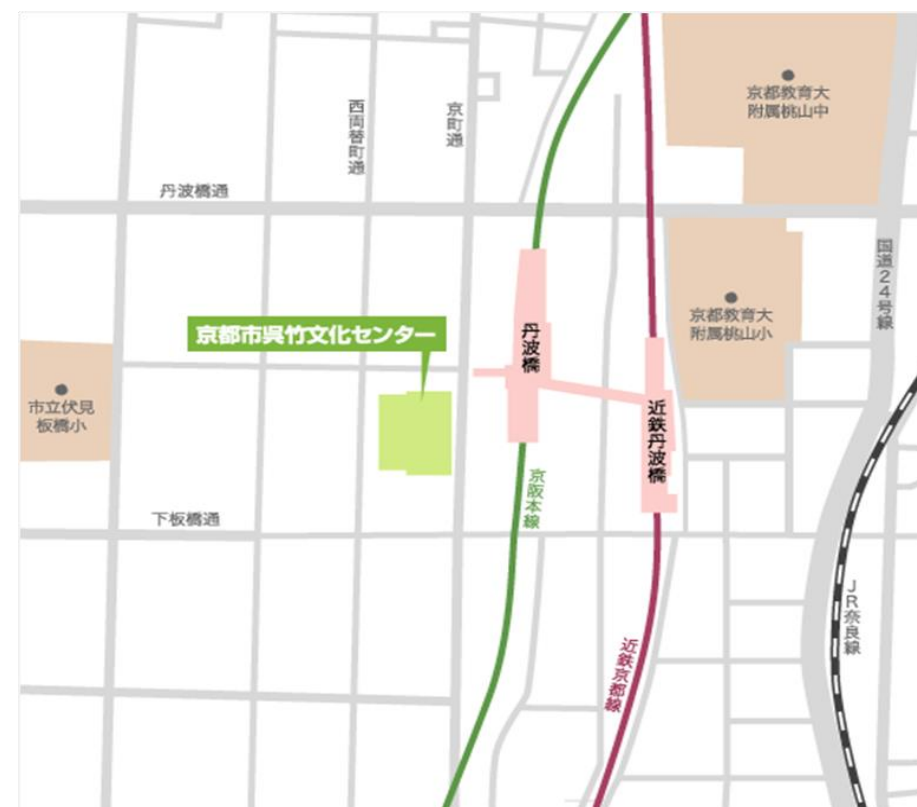 京都教育大
附属桃山中
西両替町通
京町通
丹波橋通
国道24号線
京都教育大
附属桃山小
京都市呉竹文化センター
丹波橋
市立伏見
板橋小
近鉄丹波橋
京阪本線
下板橋通
JR奈良線
近鉄京都線